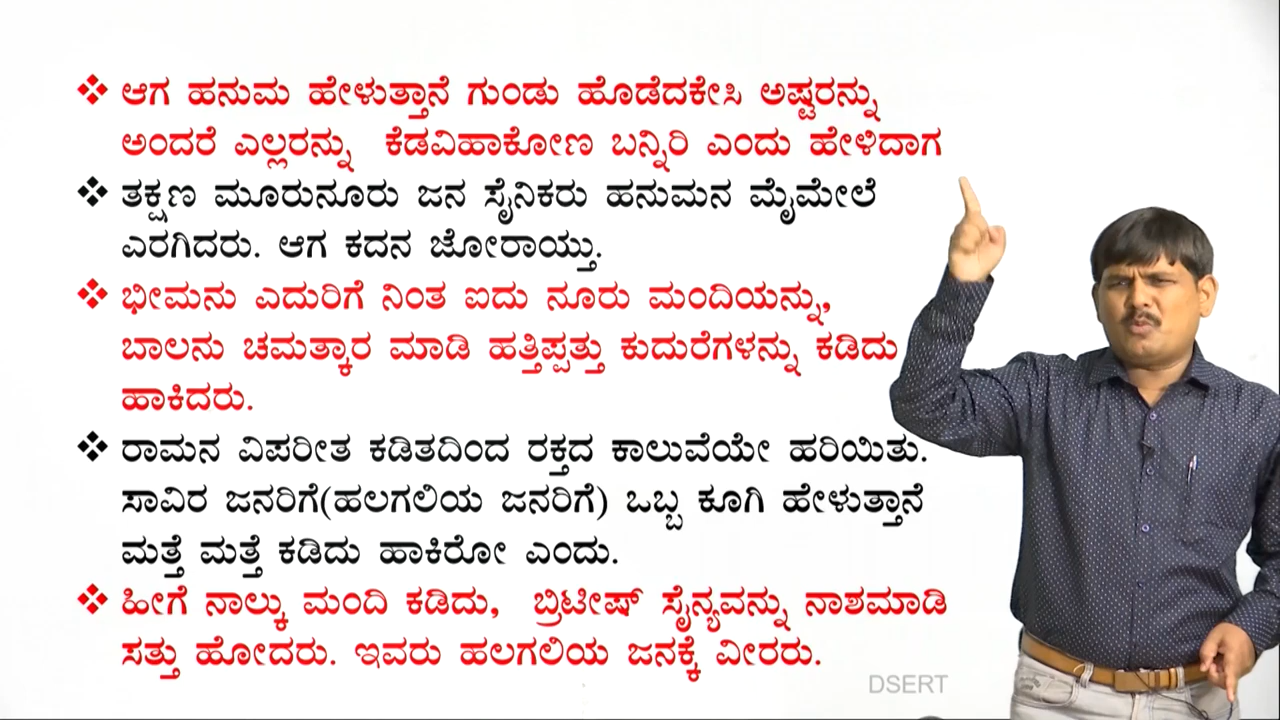 ❖ ಆಗ ಹನುಮ ಹೇಳುತ್ತಾನೆ ಗುಂಡು ಹೊಡೆದಕೇಸಿ ಅಷ್ಟರನ್ನು
ಅಂದರೆ ಎಲ್ಲರನ್ನು ಕೆಡವಿಹಾಕೋಣ ಬನ್ನಿರಿ ಎಂದು ಹೇಳಿದಾಗ
❖ ತಕ್ಷಣ ಮೂರುನೂರು ಜನ ಸೈನಿಕರು ಹನುಮನ ಮೈಮೇಲೆ
ಎರಗಿದರು. ಆಗ ಕದನ ಜೋರಾಯ್ತು.
❖ ಭೀಮನು ಎದುರಿಗೆ ನಿಂತ ಐದು ನೂರು ಮಂದಿಯನ್ನು,
ಬಾಲನು ಚಮತ್ಕಾರ ಮಾಡಿ ಹತ್ತಿಪ್ಪತ್ತು ಕುದುರೆಗಳನ್ನು ಕಡಿದು
ಹಾಕಿದರು.
❖ ರಾಮನ ವಿಪರೀತ ಕಡಿತದಿಂದ ರಕ್ತದ ಕಾಲುವೆಯೇ ಹರಿಯಿತು.
ಸಾವಿರ ಜನರಿಗೆ(ಹಲಗಲಿಯ ಜನರಿಗೆ) ಒಬ್ಬ ಕೂಗಿ ಹೇಳುತ್ತಾನೆ
ಮತ್ತೆ ಮತ್ತೆ ಕಡಿದು ಹಾಕಿರೋ ಎಂದು.
❖ ಹೀಗೆ ನಾಲ್ಕು ಮಂದಿ ಕಡಿದು, ಬ್ರಿಟೀಷ್ ಸೈನ್ಯವನ್ನು ನಾಶಮಾಡಿ
ಸತ್ತು ಹೋದರು. ಇವರು ಹಲಗಲಿಯ ಜನಕ್ಕೆ ವೀರರು.
DSERT